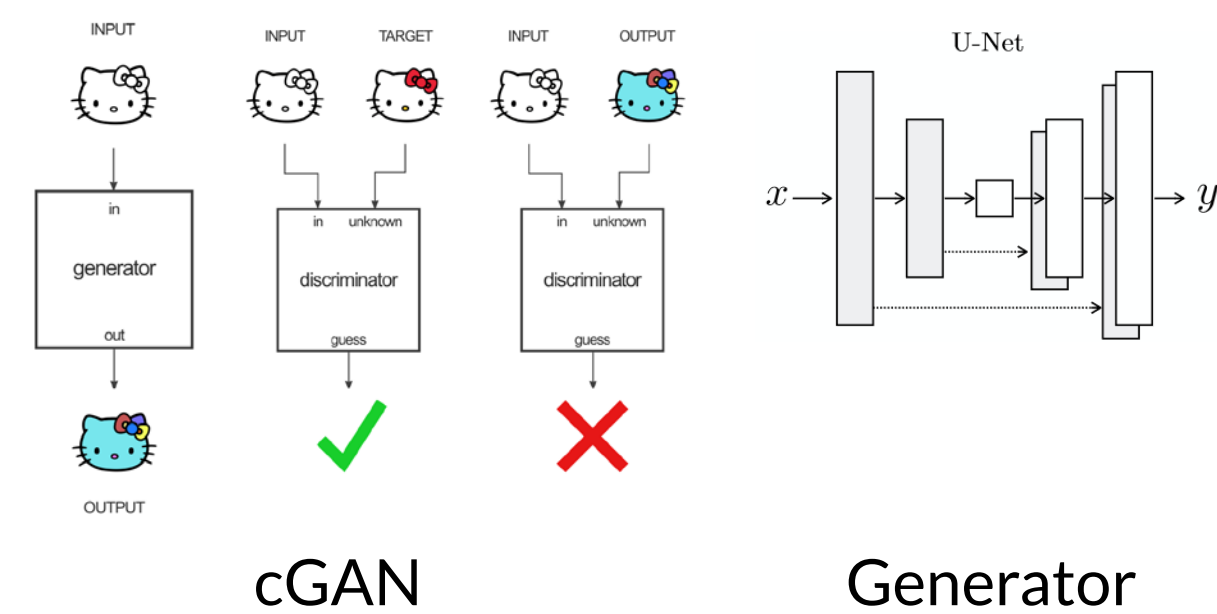 INPUT
in
generator
out
OUTPUT
INPUT TARGET
in unknown
discriminator
guess
INPUT OUTPUT
in unknown
discriminator
guess
cGAN
U-Net
x y
Generator